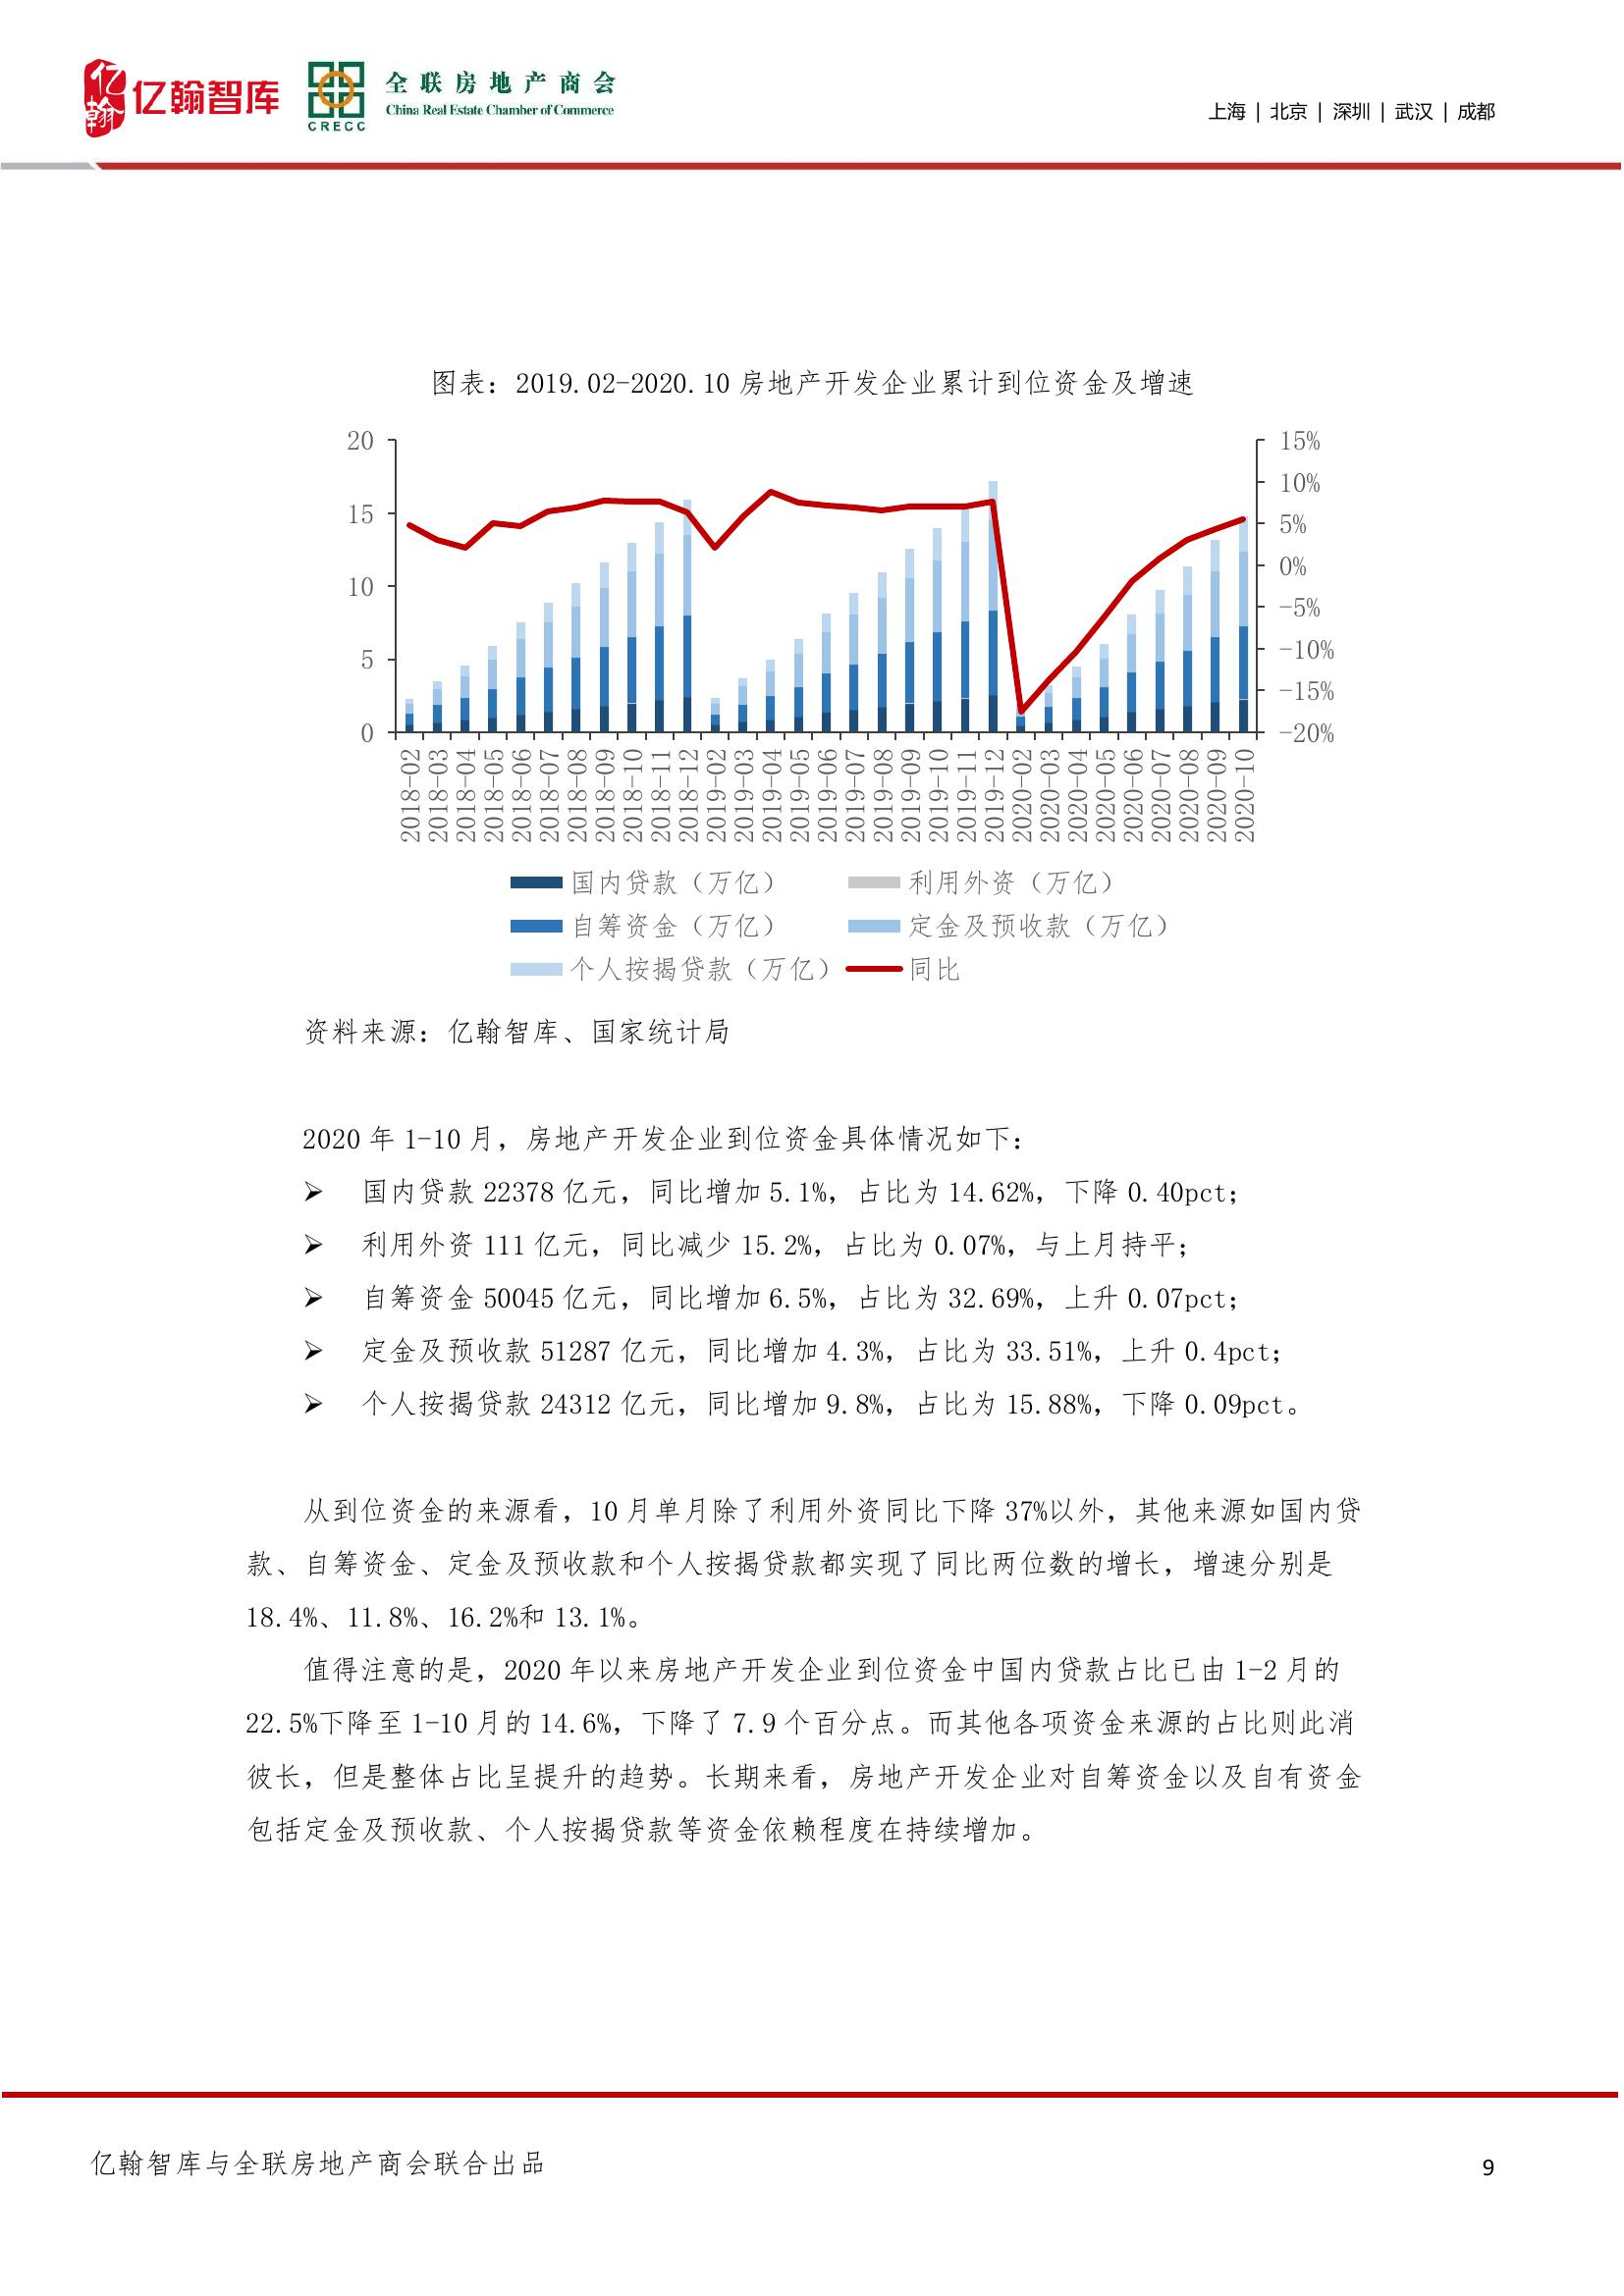 亿翰
亿翰智库
CRECC
全联房地产商会
China Real Estate Chamber of Commerce
上海 | 北京 | 深圳 | 武汉 | 成都
图表：2019.02-2020.10 房地产开发企业累计到位资金及增速
20
15
10
5
0
15%
10%
5%
0%
-5%
-10%
-15%
-20%
2018-02
2018-03
2018-04
2018-05
2018-06
2018-07
2018-08
2018-09
2018-10
2018-11
2018-12
2019-02
2019-03
2019-04
2019-05
2019-06
2019-07
2019-08
2019-09
2019-10
2019-11
2019-12
2020-02
2020-03
2020-04
2020-05
2020-06
2020-07
2020-08
2020-09
2020-10
国内贷款（万亿） 利用外资（万亿）
自筹资金（万亿） 定金及预收款（万亿）
个人按揭贷款（万亿） 同比
资料来源：亿翰智库、国家统计局
2020 年 1-10 月，房地产开发企业到位资金具体情况如下：
➢ 国内贷款 22378 亿元，同比增加 5.1%，占比为 14.62%，下降 0.40pct；
➢ 利用外资 111 亿元，同比减少 15.2%，占比为 0.07%，与上月持平；
➢ 自筹资金 50045 亿元，同比增加 6.5%，占比为 32.69%，上升 0.07pct；
➢ 定金及预收款 51287 亿元，同比增加 4.3%，占比为 33.51%，上升 0.4pct；
➢ 个人按揭贷款 24312 亿元，同比增加 9.8%，占比为 15.88%，下降 0.09pct。
从到位资金的来源看，10 月单月除了利用外资同比下降 37%以外，其他来源如国内贷
款、自筹资金、定金及预收款和个人按揭贷款都实现了同比两位数的增长，增速分别是
18.4%、11.8%、16.2%和 13.1%。
值得注意的是，2020 年以来房地产开发企业到位资金中国内贷款占比已由 1-2 月的
22.5%下降至 1-10 月的 14.6%，下降了 7.9 个百分点。而其他各项资金来源的占比则此消
彼长，但是整体占比呈提升的趋势。长期来看，房地产开发企业对自筹资金以及自有资金
包括定金及预收款、个人按揭贷款等资金依赖程度在持续增加。
亿翰智库与全联房地产商会联合出品
9